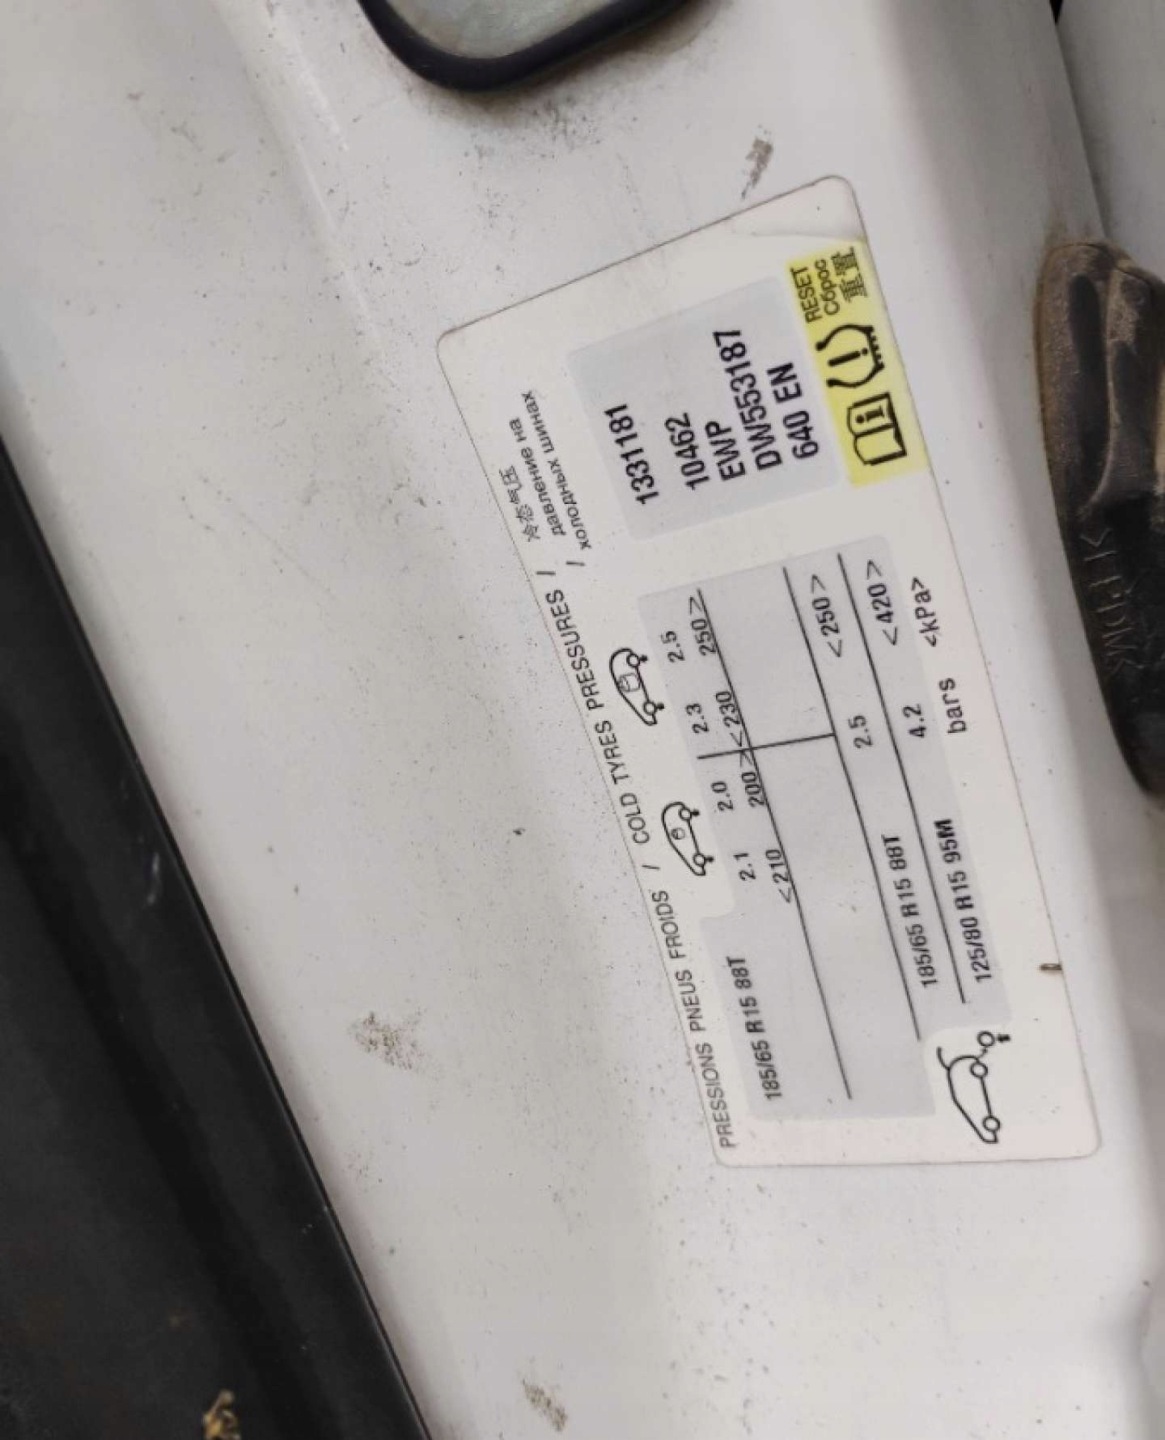 PRESSIONS PNEUS FROIDS / COLD TYRES PRESSURES / 冷态气压
/ давление на
холодных шинах
185/65 R15 88T 2.1 2.0 2.3 2.5
<210 200> <230 250>
185/65 R15 88T 2.5 <250>
125/80 R15 95M 4.2 <420>
bars <kPa>
1331181
10462
EWP
DW553187
640 EN
RESET
Сброс
重置